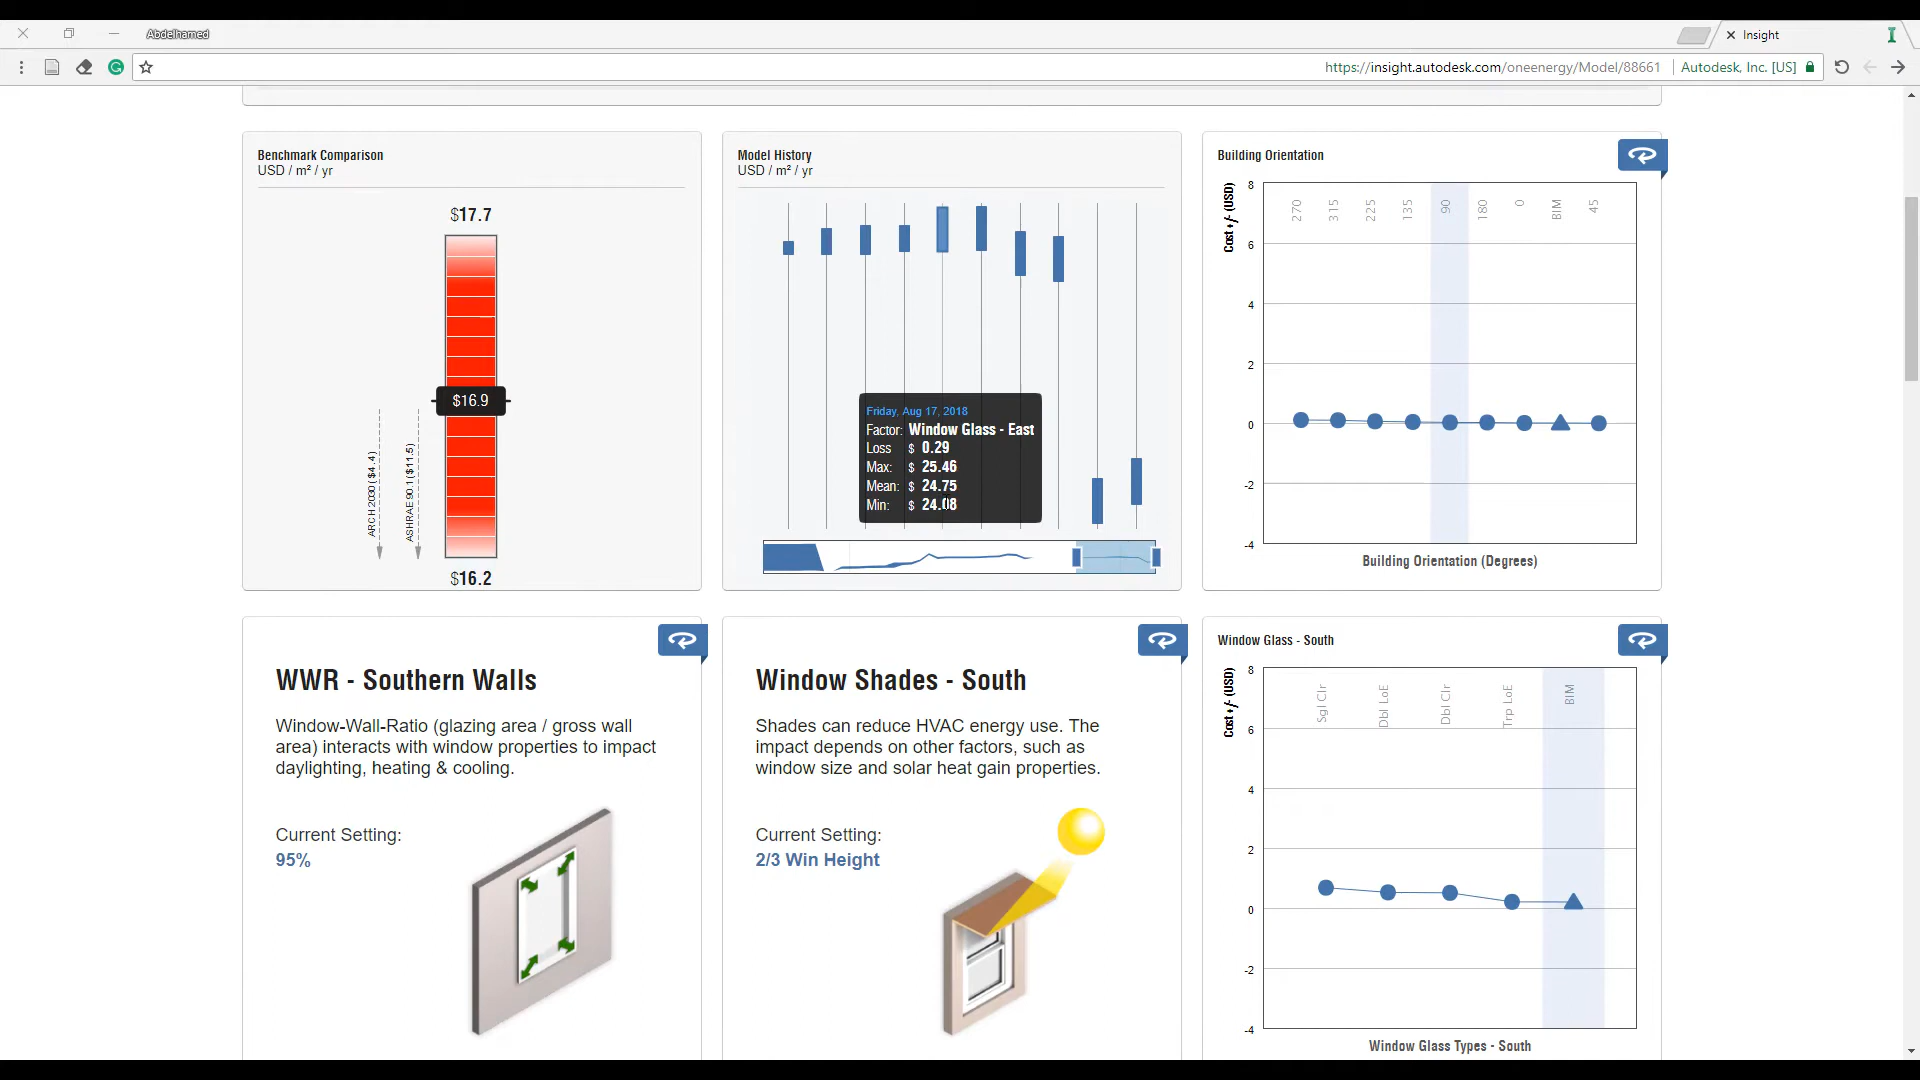 Abdelhamed
Insight
https://insight.autodesk.com/oneenergy/Model/88661
Autodesk, Inc. [US]
Benchmark Comparison
USD / m² / yr
$17.7
$16.9
ARCH 2030 ($4.4)
ASHRAE 90.1 ($11.5)
$16.2
Model History
USD / m² / yr
Friday, Aug 17, 2018
Factor: Window Glass - East
Loss $ 0.29
Max: $ 25.46
Mean: $ 24.75
Min: $ 24.08
Building Orientation
Cost +/- (USD)
8
6
4
2
0
-2
-4
270
315
225
135
90
180
0
BIM
45
Building Orientation (Degrees)
WWR - Southern Walls
Window-Wall-Ratio (glazing area / gross wall
area) interacts with window properties to impact
daylighting, heating & cooling.
Current Setting:
95%
Window Shades - South
Shades can reduce HVAC energy use. The
impact depends on other factors, such as
window size and solar heat gain properties.
Current Setting:
2/3 Win Height
Window Glass - South
Cost +/- (USD)
8
6
4
2
0
-2
-4
Sgl Clr
Dbl LoE
Dbl Clr
Trp LoE
BIM
Window Glass Types - South